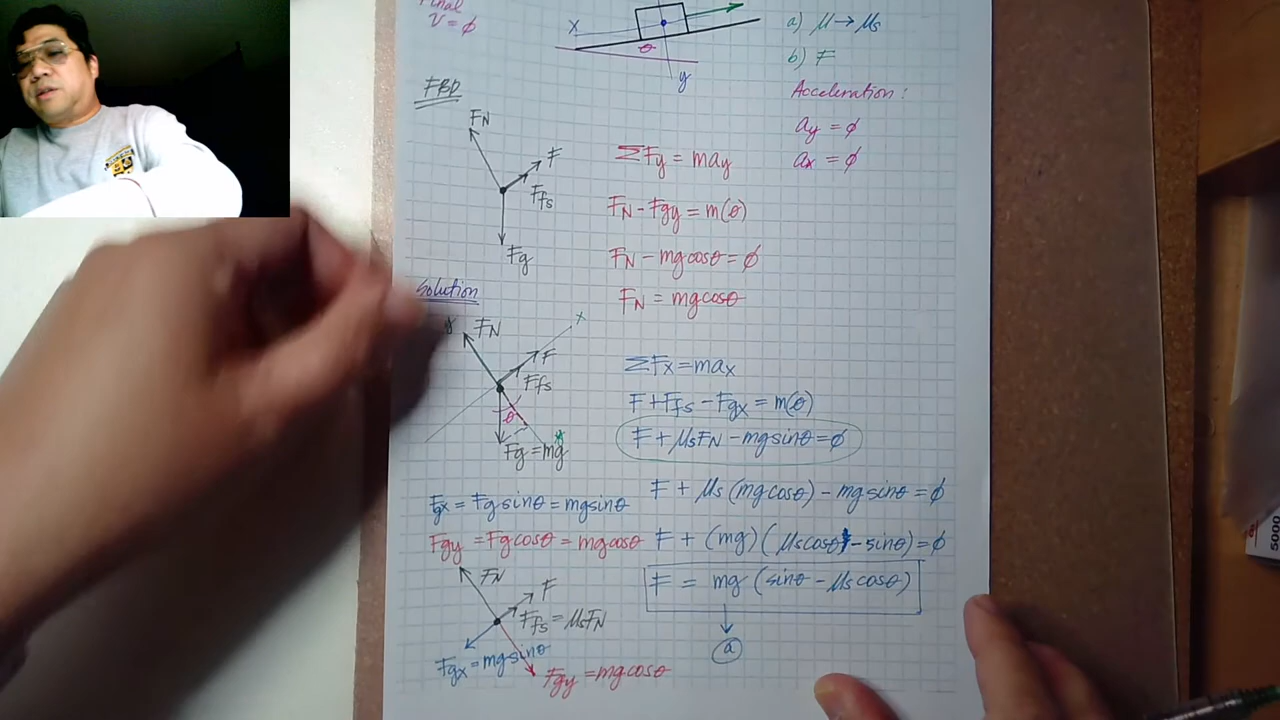 Final
V = ϕ
X
θ
y
a) μ → μs
b) F
Acceleration:
ay = ϕ
ax = ϕ
FBD
FN
F
Ffs
Fg
ΣFy = may
FN - Fgy = m(θ)
FN - mgcosθ = ϕ
FN = mgcosθ
Solution
y
FN
x
F
Ffs
θ
Fg = mg
ΣFx = max
F + Ffs - Fgx = m(θ)
F + μsFN - mgsinθ = ϕ
F + μs (mgcosθ) - mgsinθ = ϕ
F + (mg)(μscosθ - sinθ) = ϕ
F = mg (sinθ - μscosθ)
a
Fgx = Fgsinθ = mgsinθ
Fgy = Fgcosθ = mgcosθ
FN
F
Ffs = μsFN
Fgx = mgsinθ
Fgy = mgcosθ
5000